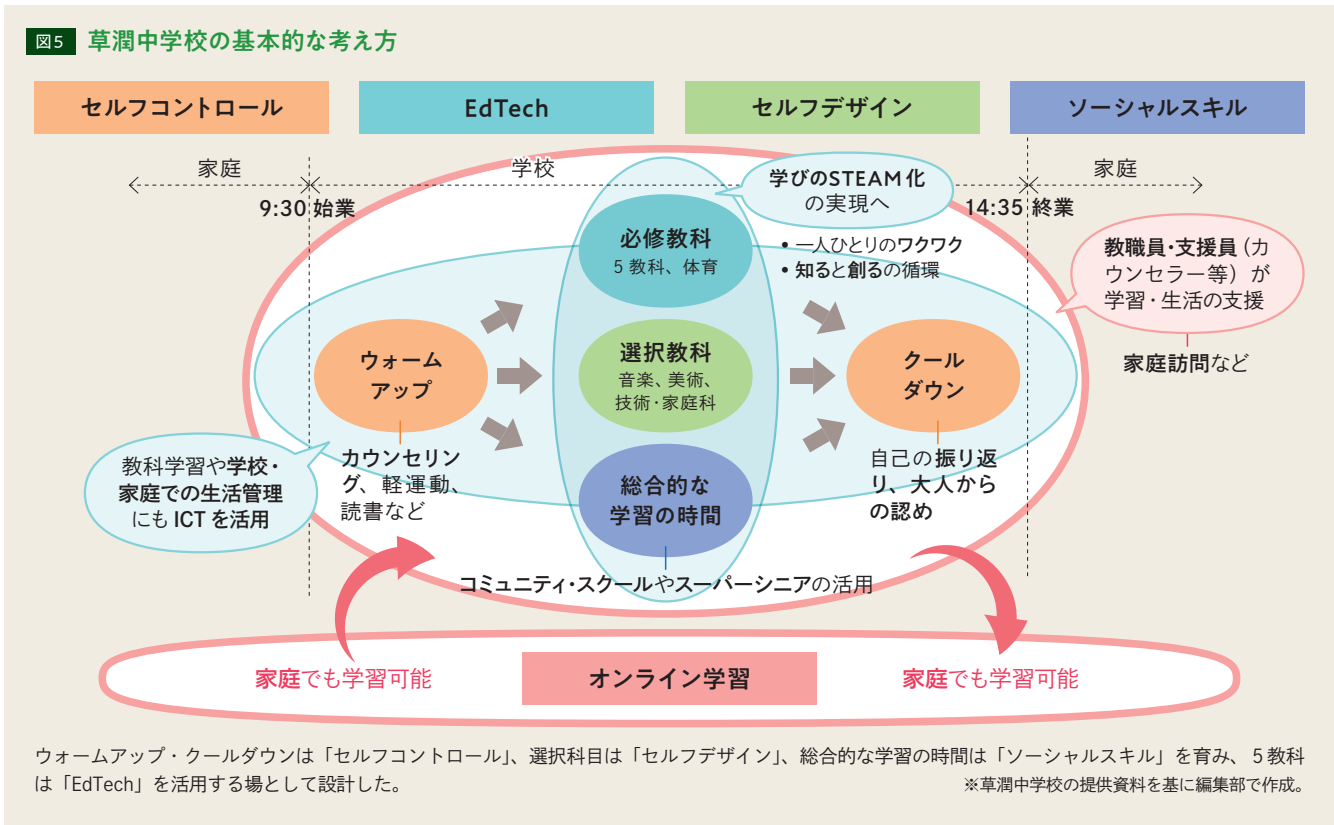 図5 草潤中学校の基本的な考え方
セルフコントロール
EdTech
セルフデザイン
ソーシャルスキル
家庭
学校
家庭
9:30 始業
14:35 終業
学びのSTEAM化
の実現へ
• 一人ひとりのワクワク
• 知ると創るの循環
必修教科
5教科、体育
教職員・支援員（カ
ウンセラー等）が
学習・生活の支援
家庭訪問など
ウォーム
アップ
選択教科
音楽、美術、
技術・家庭科
クール
ダウン
カウンセリン
グ、軽運動、
読書など
自己の振り返
り、大人から
の認め
教科学習や学校・
家庭での生活管理
にも ICT を活用
総合的な
学習の時間
コミュニティ・スクールやスーパーシニアの活用
家庭でも学習可能
オンライン学習
家庭でも学習可能
ウォームアップ・クールダウンは「セルフコントロール」、選択科目は「セルフデザイン」、総合的な学習の時間は「ソーシャルスキル」を育み、5教科
は「EdTech」を活用する場として設計した。
※草潤中学校の提供資料を基に編集部で作成。